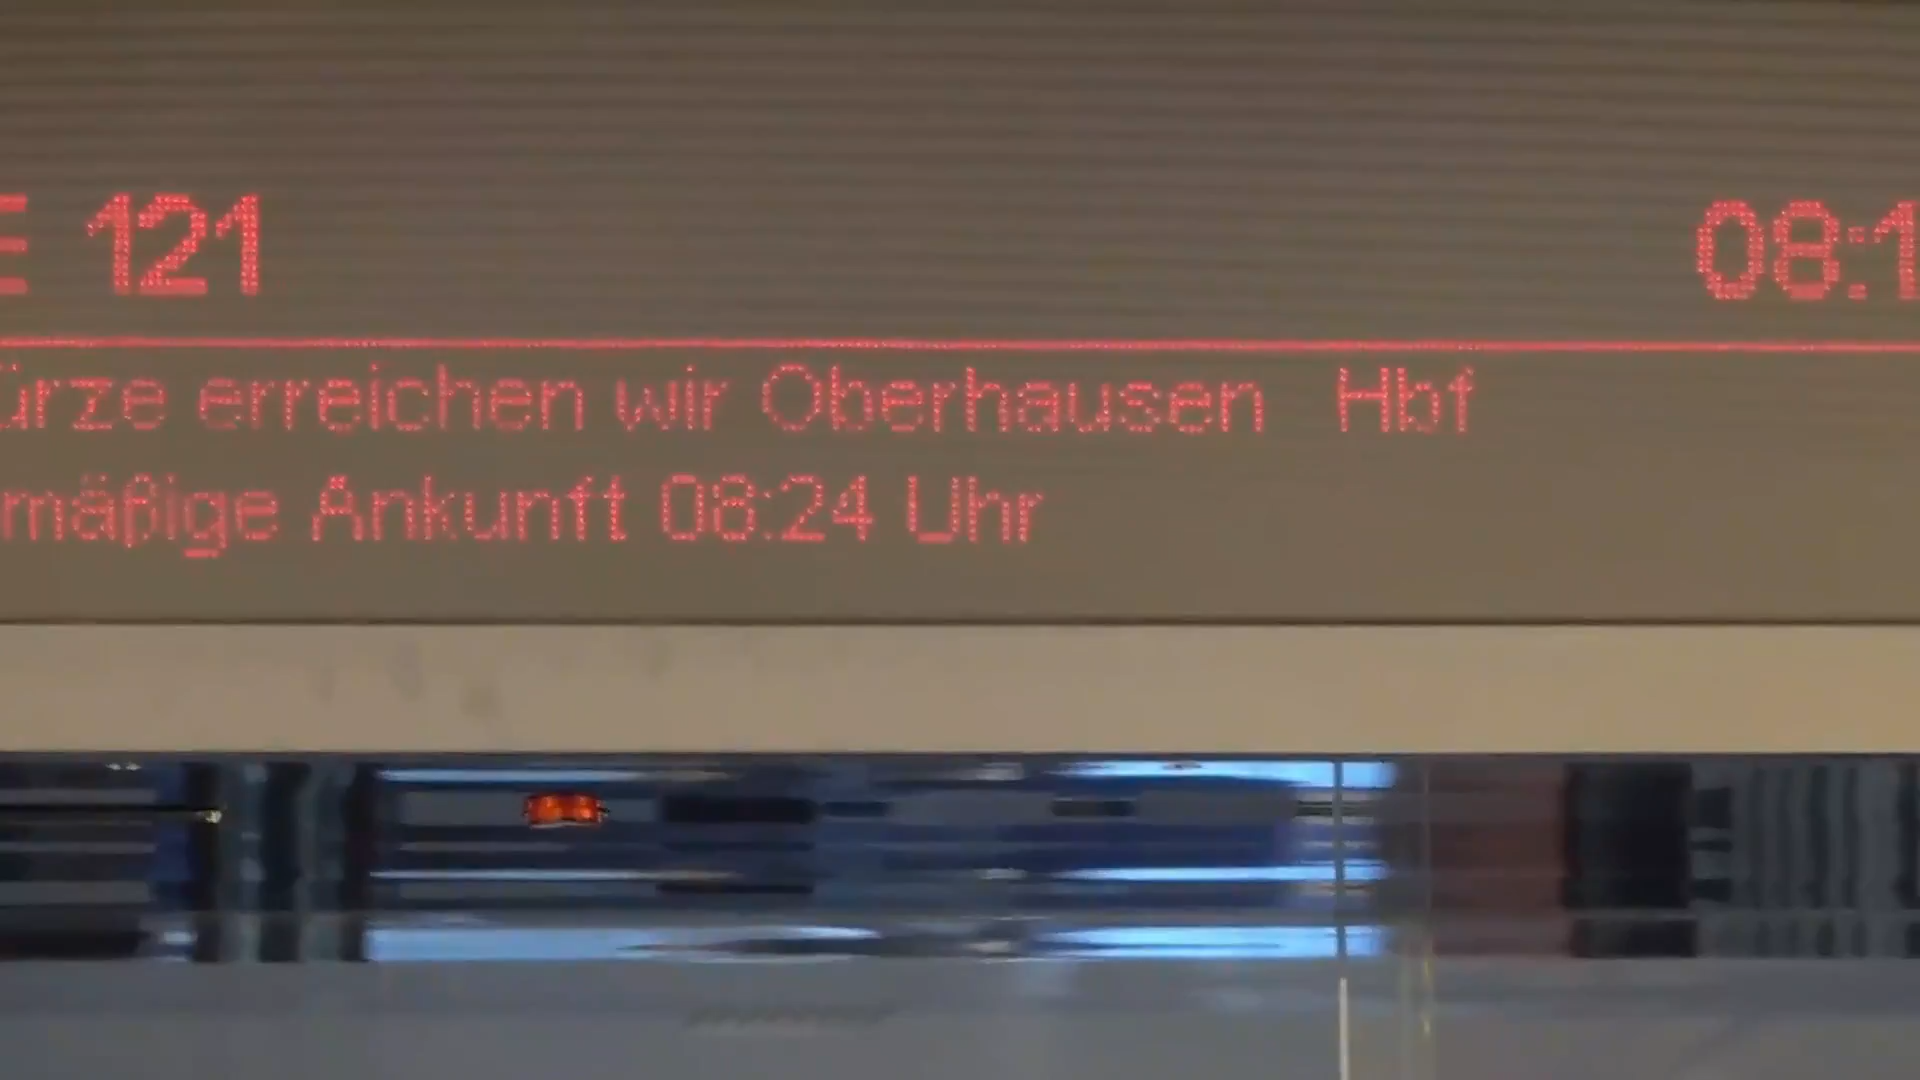 E 121 08:1
ürze erreichen wir Oberhausen Hbf
mäßige Ankunft 08:24 Uhr